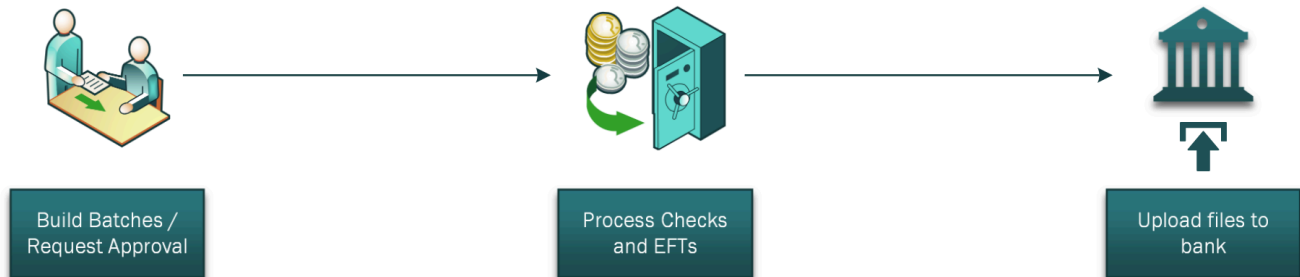 Build Batches /
Request Approval
Process Checks
and EFTs
Upload files to
bank